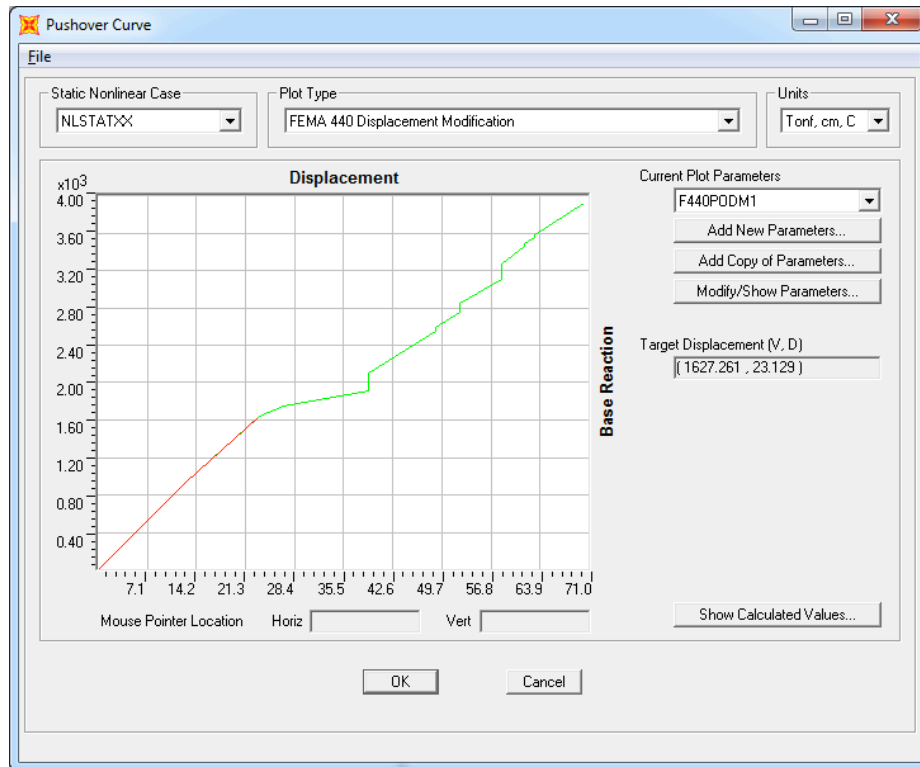 Pushover Curve
File
Static Nonlinear Case
NLSTATXX
Plot Type
FEMA 440 Displacement Modification
Units
Tonf, cm, C
Displacement
x10³
4.00
3.60
3.20
2.80
2.40
2.00
1.60
1.20
0.80
0.40
7.1 14.2 21.3 28.4 35.5 42.6 49.7 56.8 63.9 71.0
Base Reaction
Mouse Pointer Location Horiz Vert
Current Plot Parameters
F440PODM1
Add New Parameters...
Add Copy of Parameters...
Modify/Show Parameters...
Target Displacement (V, D)
( 1627.261 , 23.129 )
Show Calculated Values...
OK Cancel